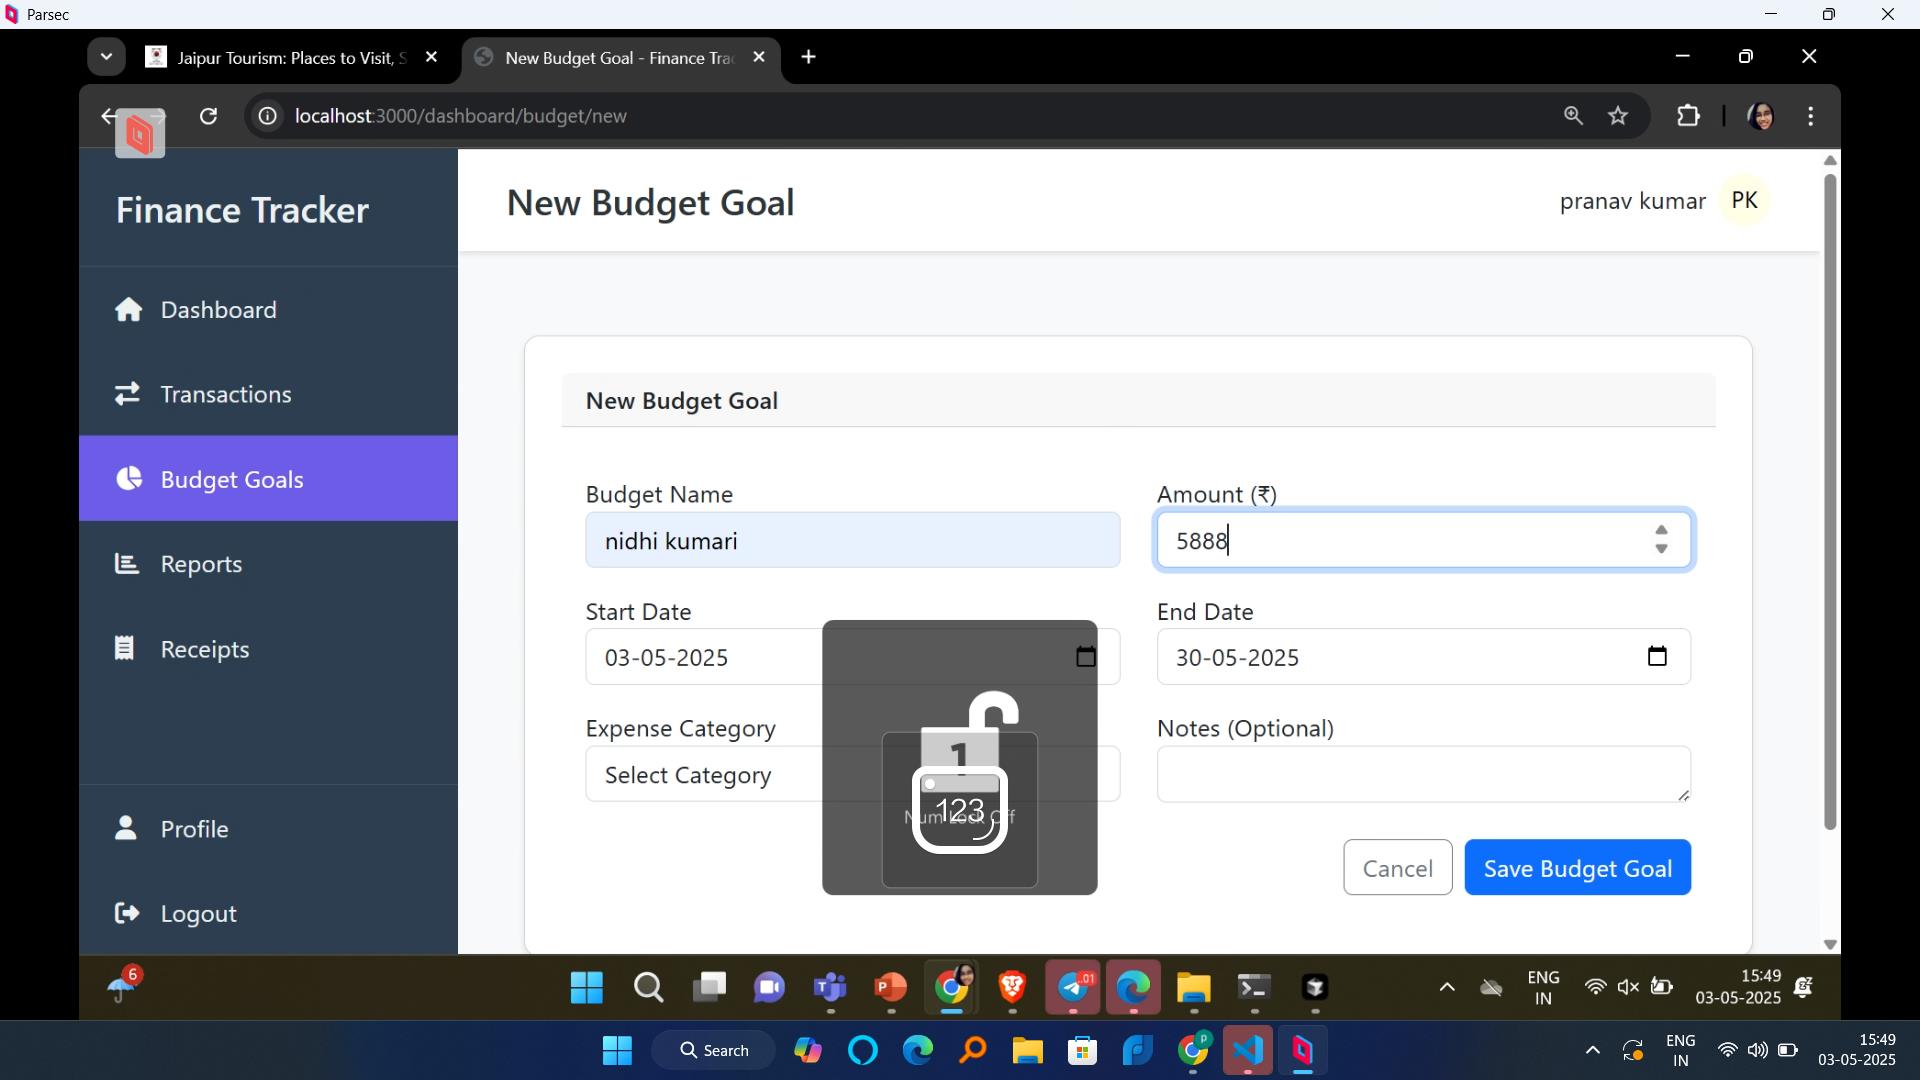 Parsec
Jaipur Tourism: Places to Visit, S
New Budget Goal - Finance Tra
localhost:3000/dashboard/budget/new
Finance Tracker
New Budget Goal
pranav kumar PK
Dashboard
Transactions
Budget Goals
Reports
Receipts
Profile
Logout
New Budget Goal
Budget Name
nidhi kumari
Amount (₹)
5888
Start Date
03-05-2025
End Date
30-05-2025
Expense Category
Select Category
Notes (Optional)
1
123
Num Lock Off
Cancel
Save Budget Goal
6
.01
ENG
IN
15:49
03-05-2025
Search
P
ENG
IN
15:49
03-05-2025